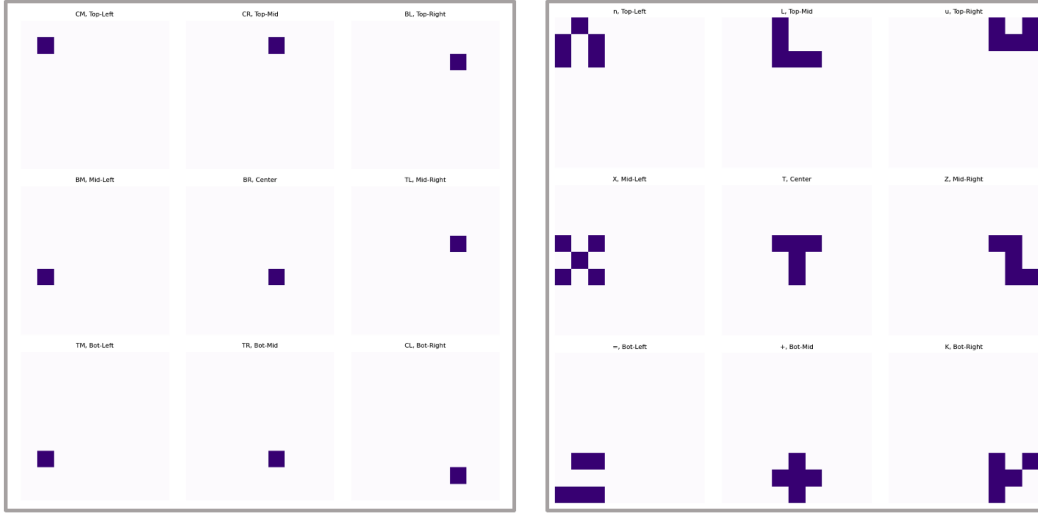 CM, Top-Left
CR, Top-Mid
BL, Top-Right
BM, Mid-Left
BR, Center
TL, Mid-Right
TM, Bot-Left
TR, Bot-Mid
CL, Bot-Right
n, Top-Left
L, Top-Mid
u, Top-Right
X, Mid-Left
T, Center
Z, Mid-Right
=, Bot-Left
+, Bot-Mid
K, Bot-Right